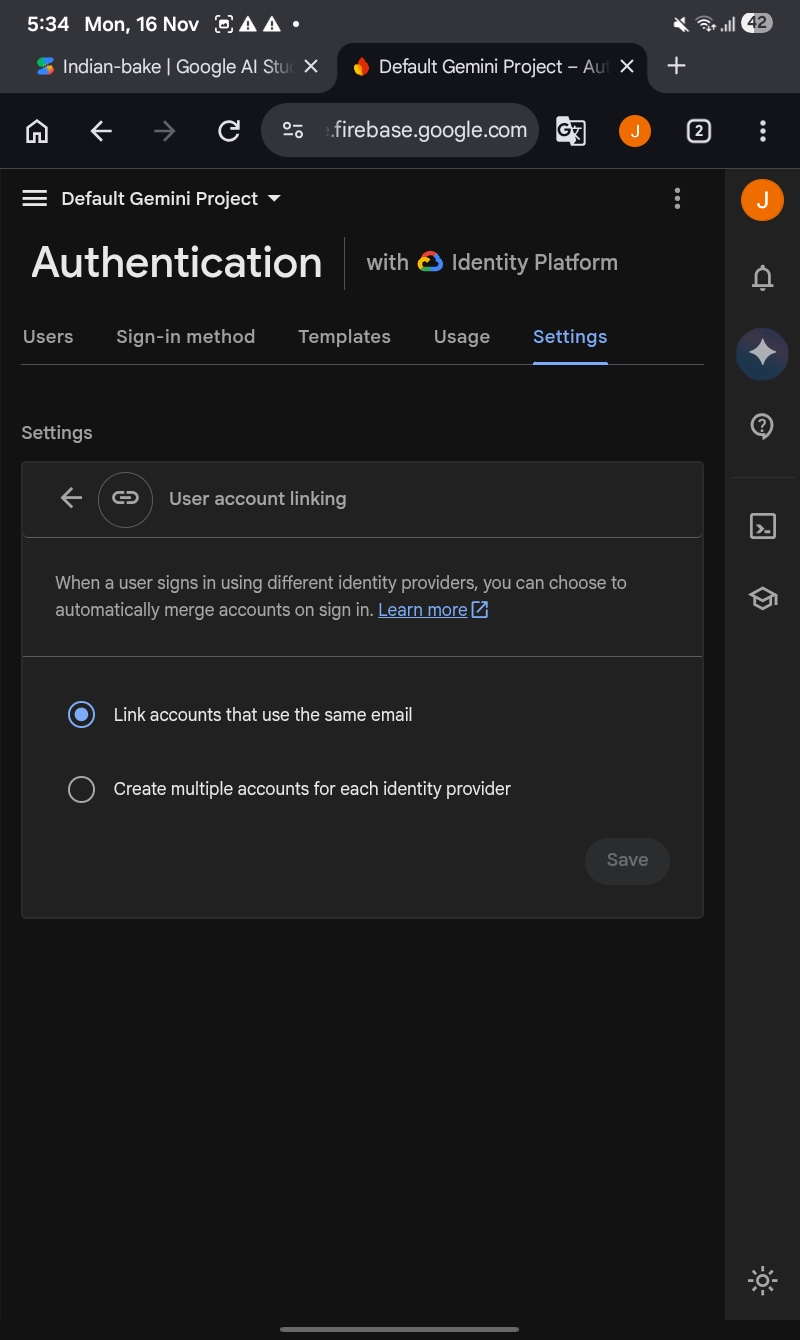 5:34 Mon, 16 Nov 42
Indian-bake | Google AI Stu
Default Gemini Project – Aut
.firebase.google.com
J
2
Default Gemini Project
J
Authentication
with Identity Platform
Users
Sign-in method
Templates
Usage
Settings
Settings
User account linking
When a user signs in using different identity providers, you can choose to
automatically merge accounts on sign in. Learn more
Link accounts that use the same email
Create multiple accounts for each identity provider
Save